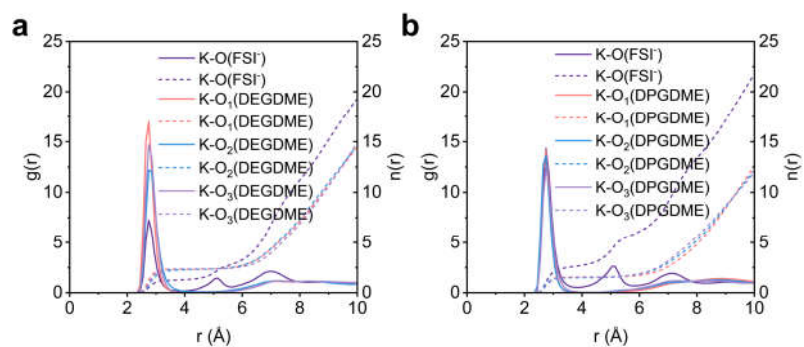 a
25
20
15
10
5
0
g(r)
K-O(FSI⁻)
K-O(FSI⁻)
K-O₁(DEGDME)
K-O₁(DEGDME)
K-O₂(DEGDME)
K-O₂(DEGDME)
K-O₃(DEGDME)
K-O₃(DEGDME)
25
20
15
10
5
0
n(r)
0 2 4 6 8 10
r (Å)
b
25
20
15
10
5
0
g(r)
K-O(FSI⁻)
K-O(FSI⁻)
K-O₁(DPGDME)
K-O₁(DPGDME)
K-O₂(DPGDME)
K-O₂(DPGDME)
K-O₃(DPGDME)
K-O₃(DPGDME)
25
20
15
10
5
0
n(r)
0 2 4 6 8 10
r (Å)